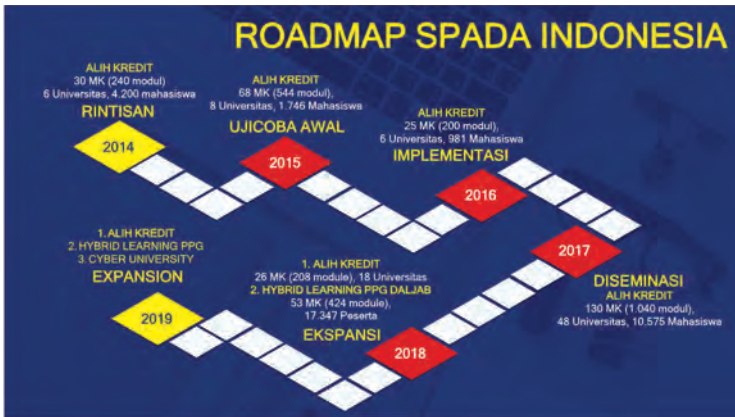 ROADMAP SPADA INDONESIA
ALIH KREDIT
30 MK (240 modul)
6 Universitas, 4.200 mahasiswa
RINTISAN
2014
ALIH KREDIT
68 MK (544 modul),
8 Universitas, 1.746 Mahasiswa
UJICOBA AWAL
2015
ALIH KREDIT
25 MK (200 modul),
6 Universitas, 981 Mahasiswa
IMPLEMENTASI
2016
2017
DISEMINASI
ALIH KREDIT
130 MK (1.040 modul),
48 Universitas, 10.575 Mahasiswa
1. ALIH KREDIT
26 MK (208 module), 18 Universitas
2. HYBRID LEARNING PPG DALJAB
53 MK (424 module),
17.347 Peserta
EKSPANSI
2018
1. ALIH KREDIT
2. HYBRID LEARNING PPG
3. CYBER UNIVERSITY
EXPANSION
2019